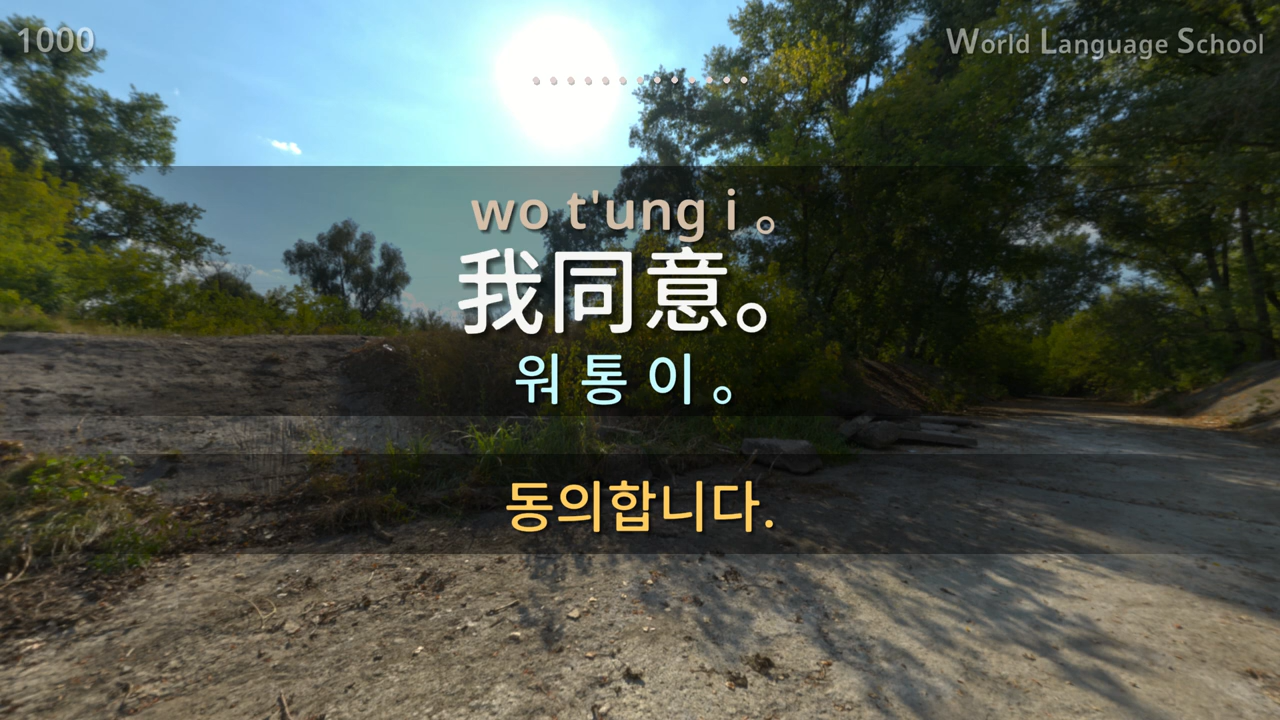 1000
World Language School
wo t'ung i 。
我同意。
워 통 이 。
동의합니다.